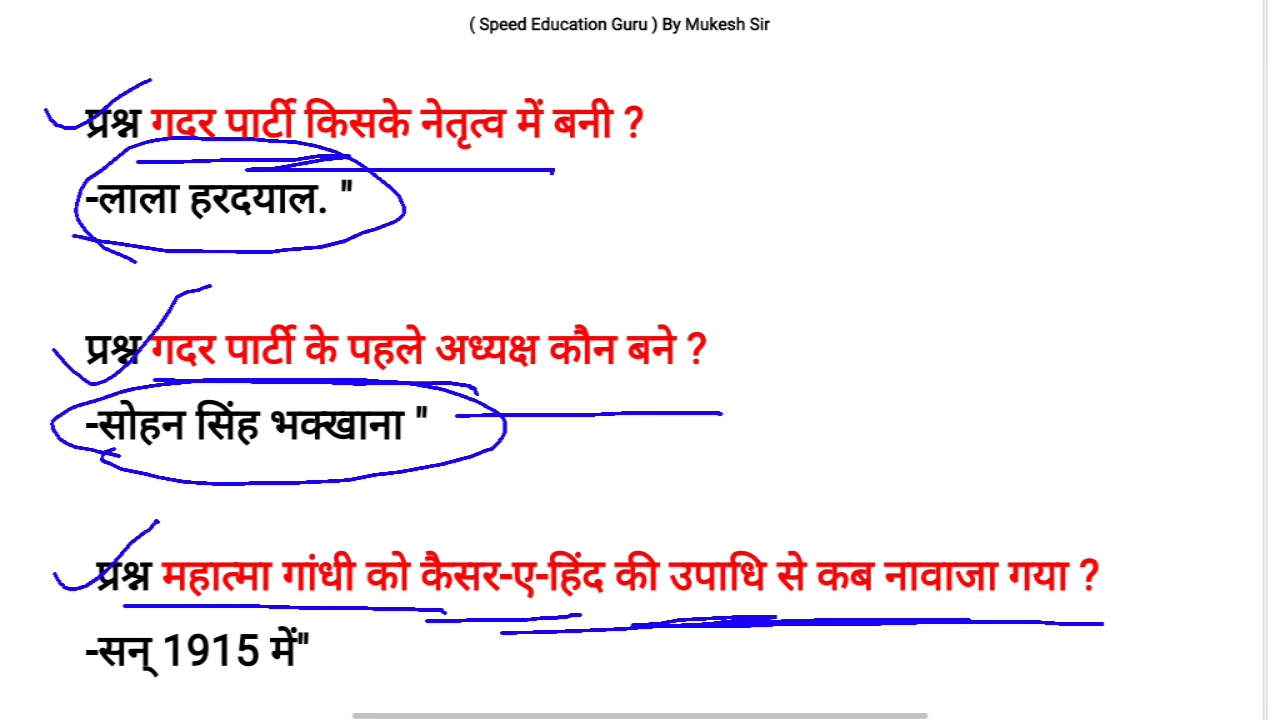 ( Speed Education Guru ) By Mukesh Sir
प्रश्न गदर पार्टी किसके नेतृत्व में बनी ?
-लाला हरदयाल. "
प्रश्न गदर पार्टी के पहले अध्यक्ष कौन बने ?
-सोहन सिंह भक्खाना "
प्रश्न महात्मा गांधी को कैसर-ए-हिंद की उपाधि से कब नावाजा गया ?
-सन् 1915 में"